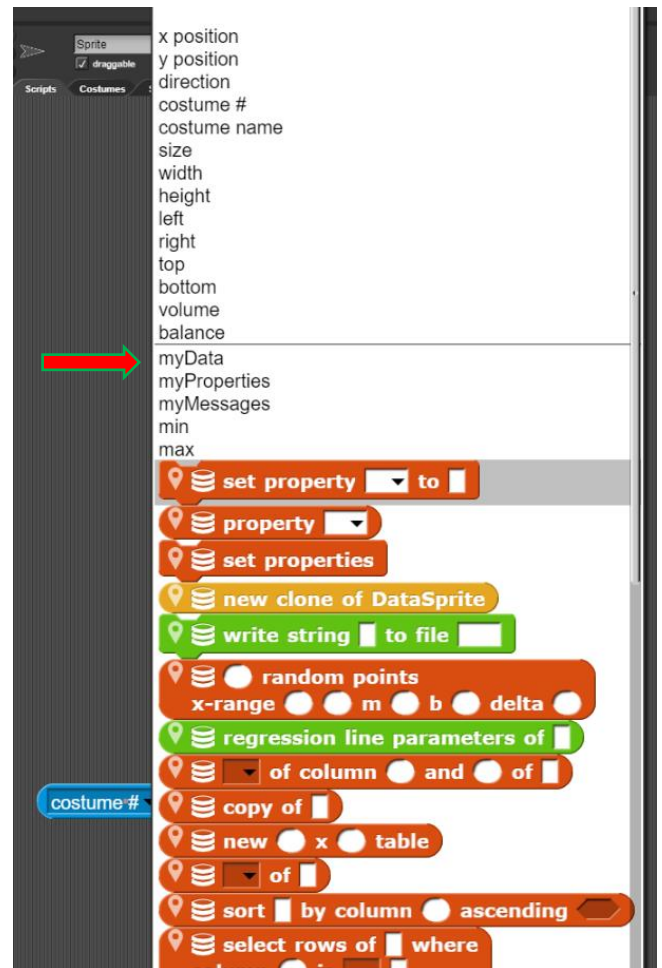 Sprite
draggable
Scripts Costumes
x position
y position
direction
costume #
costume name
size
width
height
left
right
top
bottom
volume
balance
myData
myProperties
myMessages
min
max
set property to
property
set properties
new clone of DataSprite
write string to file
random points
x-range m b delta
regression line parameters of
of column and of
costume #
copy of
new x table
of
sort by column ascending
select rows of where